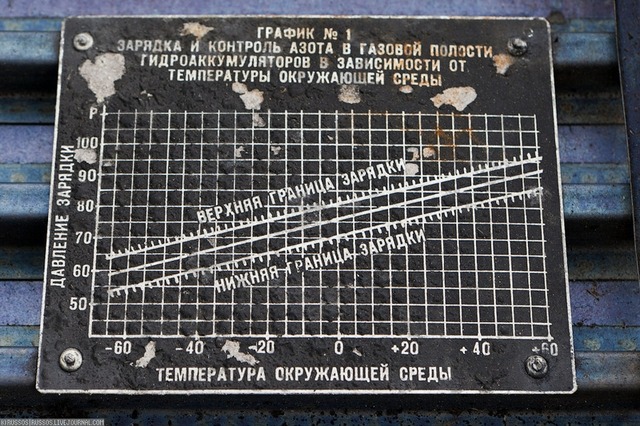 ГРАФИК № 1
ЗАРЯДКА И КОНТРОЛЬ АЗОТА В ГАЗОВОЙ ПОЛОСТИ
ГИДРОАККУМУЛЯТОРОВ В ЗАВИСИМОСТИ ОТ
ТЕМПЕРАТУРЫ ОКРУЖАЮЩЕЙ СРЕДЫ
P
100
90
80
70
60
50
ДАВЛЕНИЕ ЗАРЯДКИ
ВЕРХНЯЯ ГРАНИЦА ЗАРЯДКИ
НИЖНЯЯ ГРАНИЦА ЗАРЯДКИ
-60 -40 -20 0 +20 +40 +60
ТЕМПЕРАТУРА ОКРУЖАЮЩЕЙ СРЕДЫ